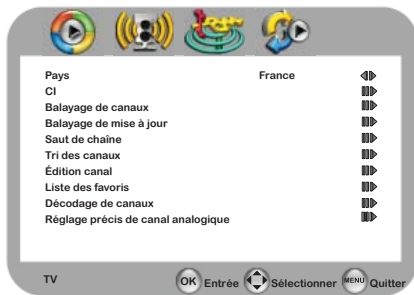 Pays France
CI
Balayage de canaux
Balayage de mise à jour
Saut de chaîne
Tri des canaux
Édition canal
Liste des favoris
Décodage de canaux
Réglage précis de canal analogique
TV OK Entrée Sélectionner MENU Quitter